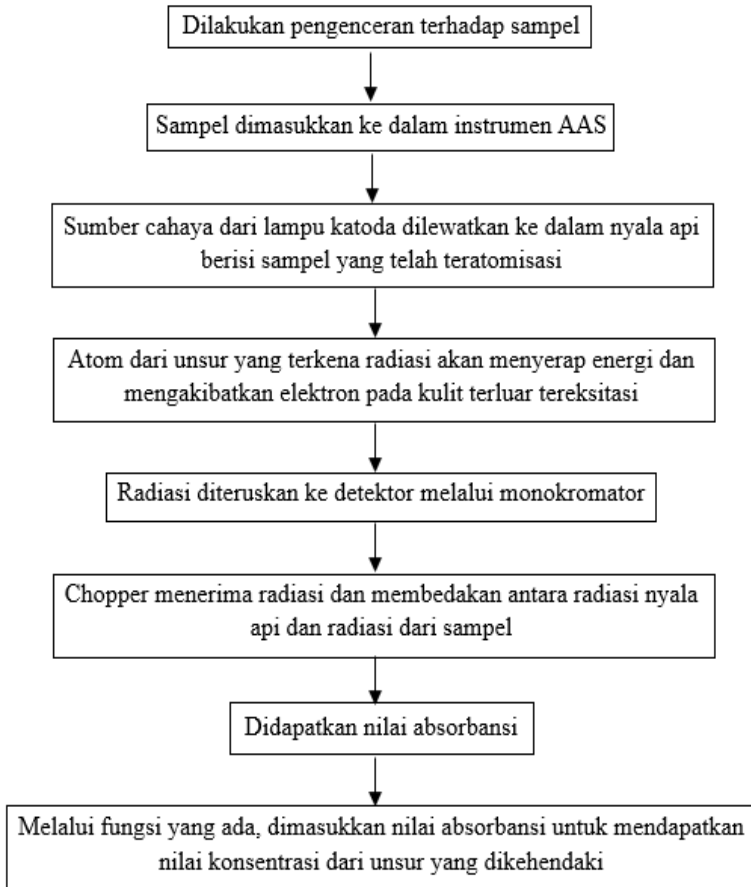 Dilakukan pengenceran terhadap sampel
Sampel dimasukkan ke dalam instrumen AAS
Sumber cahaya dari lampu katoda dilewatkan ke dalam nyala api
berisi sampel yang telah teratomisasi
Atom dari unsur yang terkena radiasi akan menyerap energi dan
mengakibatkan elektron pada kulit terluar tereksitasi
Radiasi diteruskan ke detektor melalui monokromator
Chopper menerima radiasi dan membedakan antara radiasi nyala
api dan radiasi dari sampel
Didapatkan nilai absorbansi
Melalui fungsi yang ada, dimasukkan nilai absorbansi untuk mendapatkan
nilai konsentrasi dari unsur yang dikehendaki